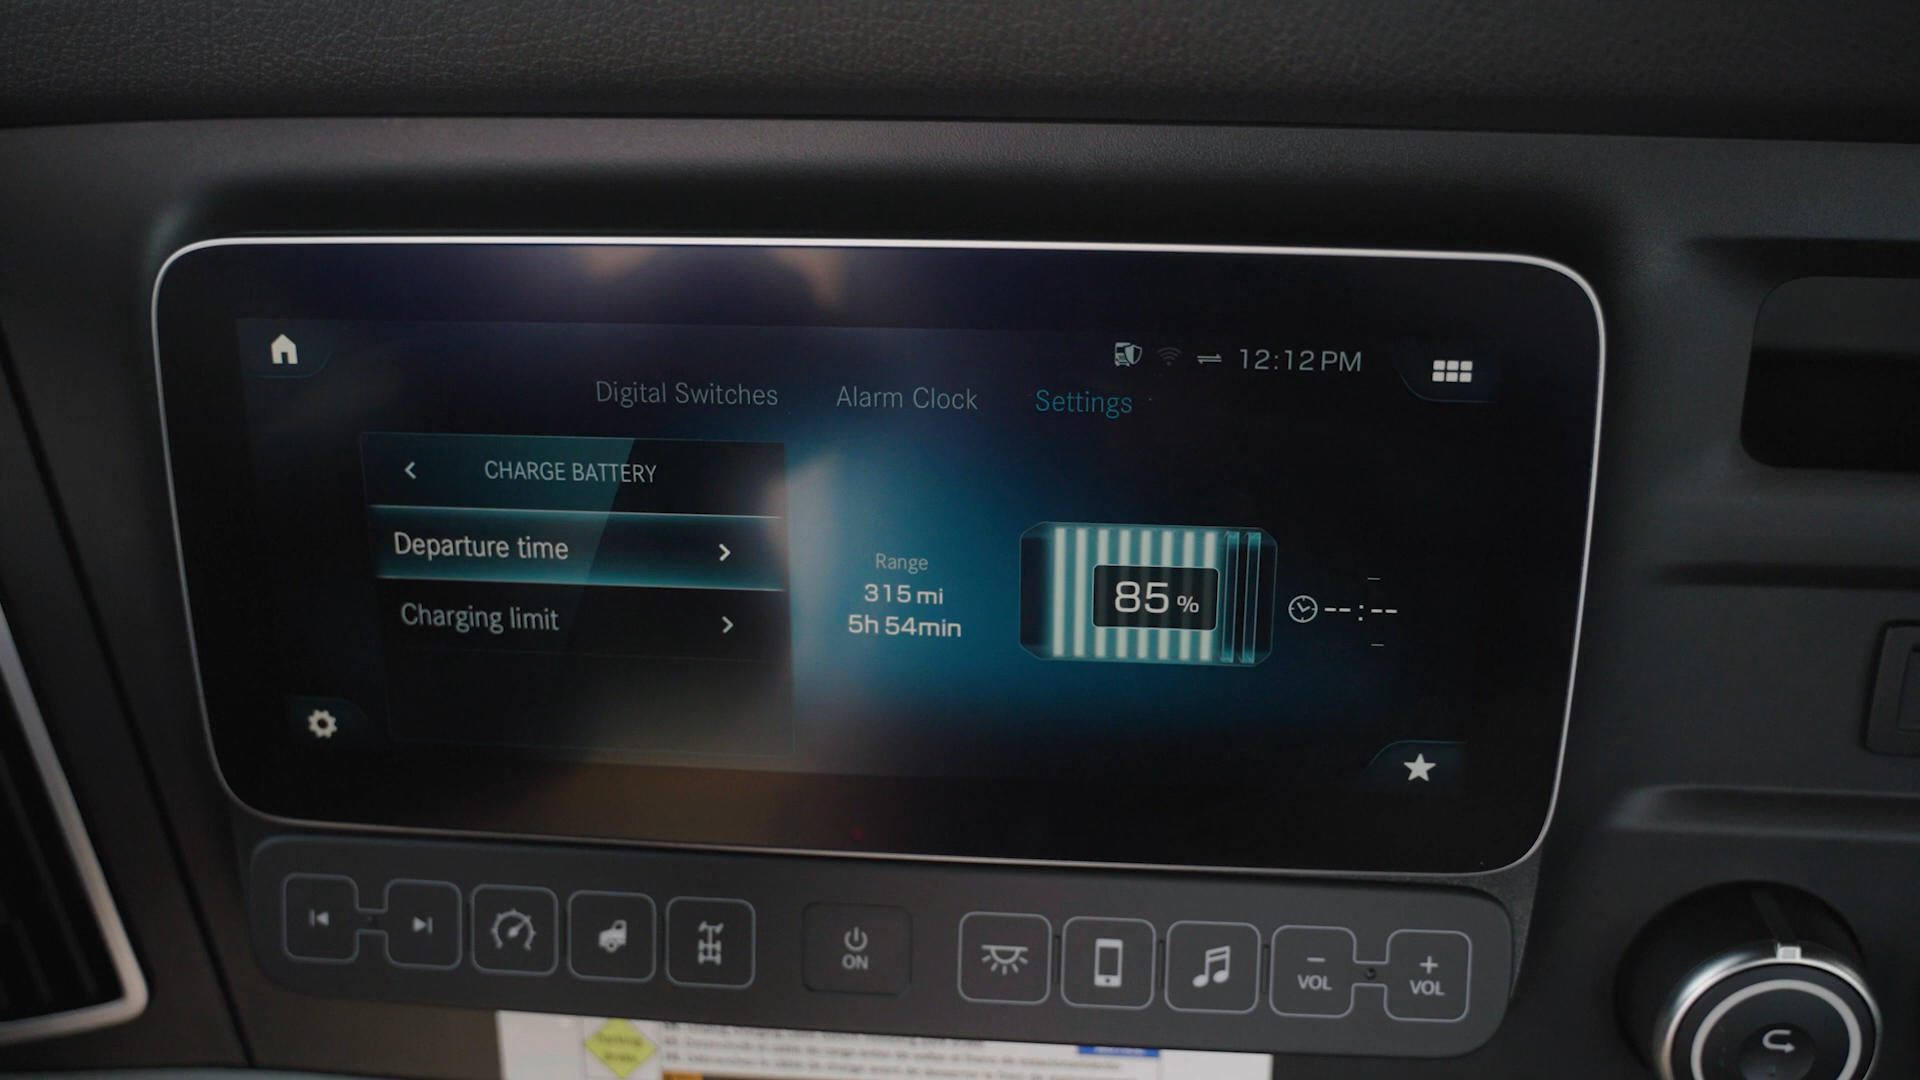 12:12 PM
Digital Switches Alarm Clock Settings
CHARGE BATTERY
Departure time
Charging limit
Range
315 mi
5h 54min
85 %
--:--
ON
VOL
VOL